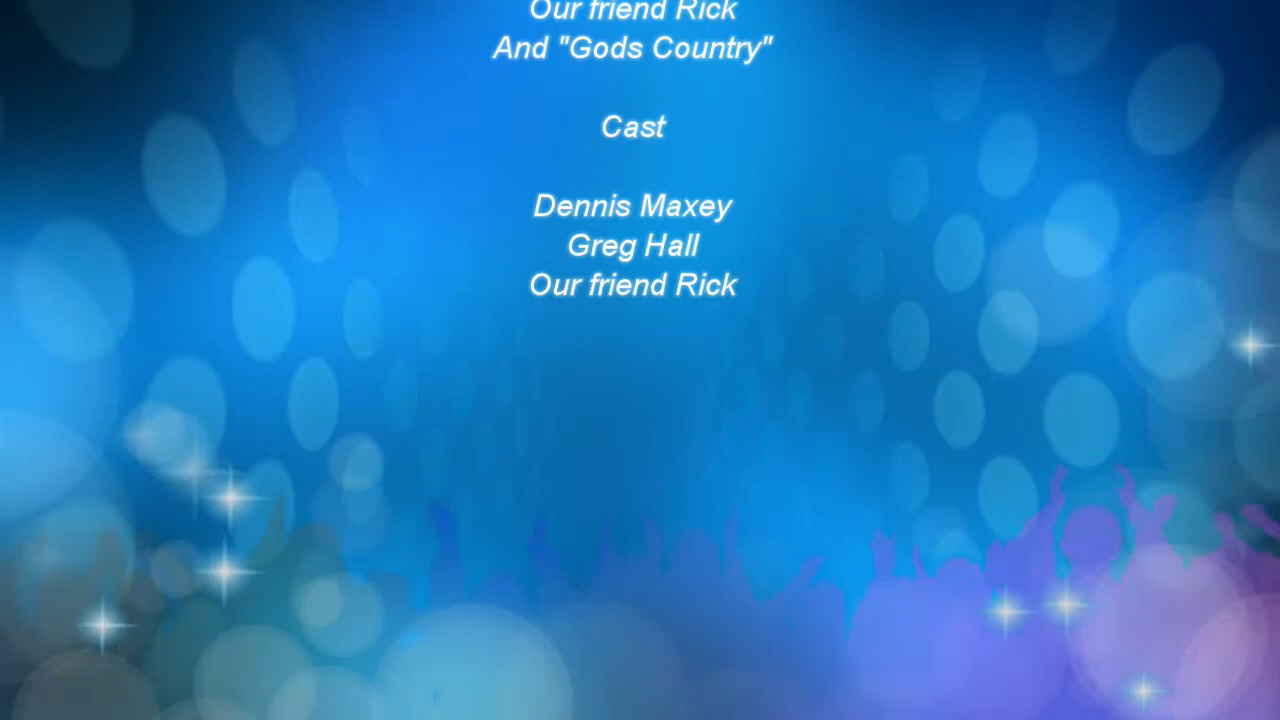 Our friend Rick
And "Gods Country"
Cast
Dennis Maxey
Greg Hall
Our friend Rick